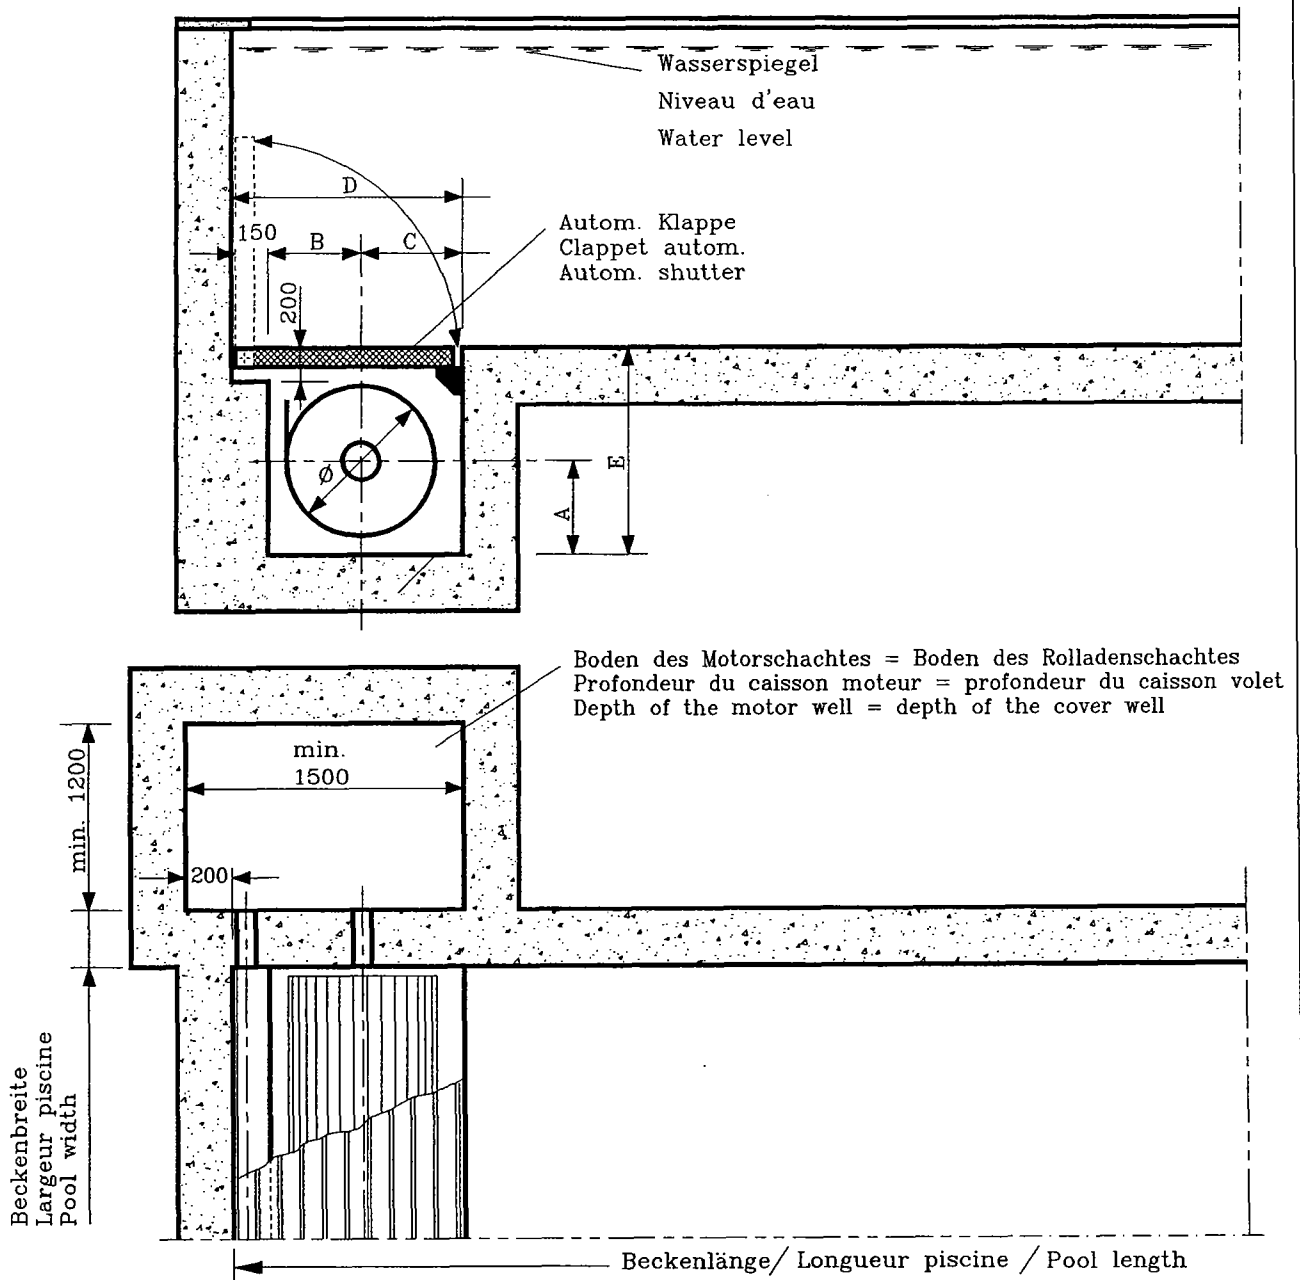 Wasserspiegel
Niveau d'eau
Water level
D
150
B
C
Autom. Klappe
Clappet autom.
Autom. shutter
200
Ø
E
A
Boden des Motorschachtes = Boden des Rolladenschachtes
Profondeur du caisson moteur = profondeur du caisson volet
Depth of the motor well = depth of the cover well
min.
1500
min. 1200
200
Beckenbreite
Largeur piscine
Pool width
Beckenlänge/ Longueur piscine / Pool length